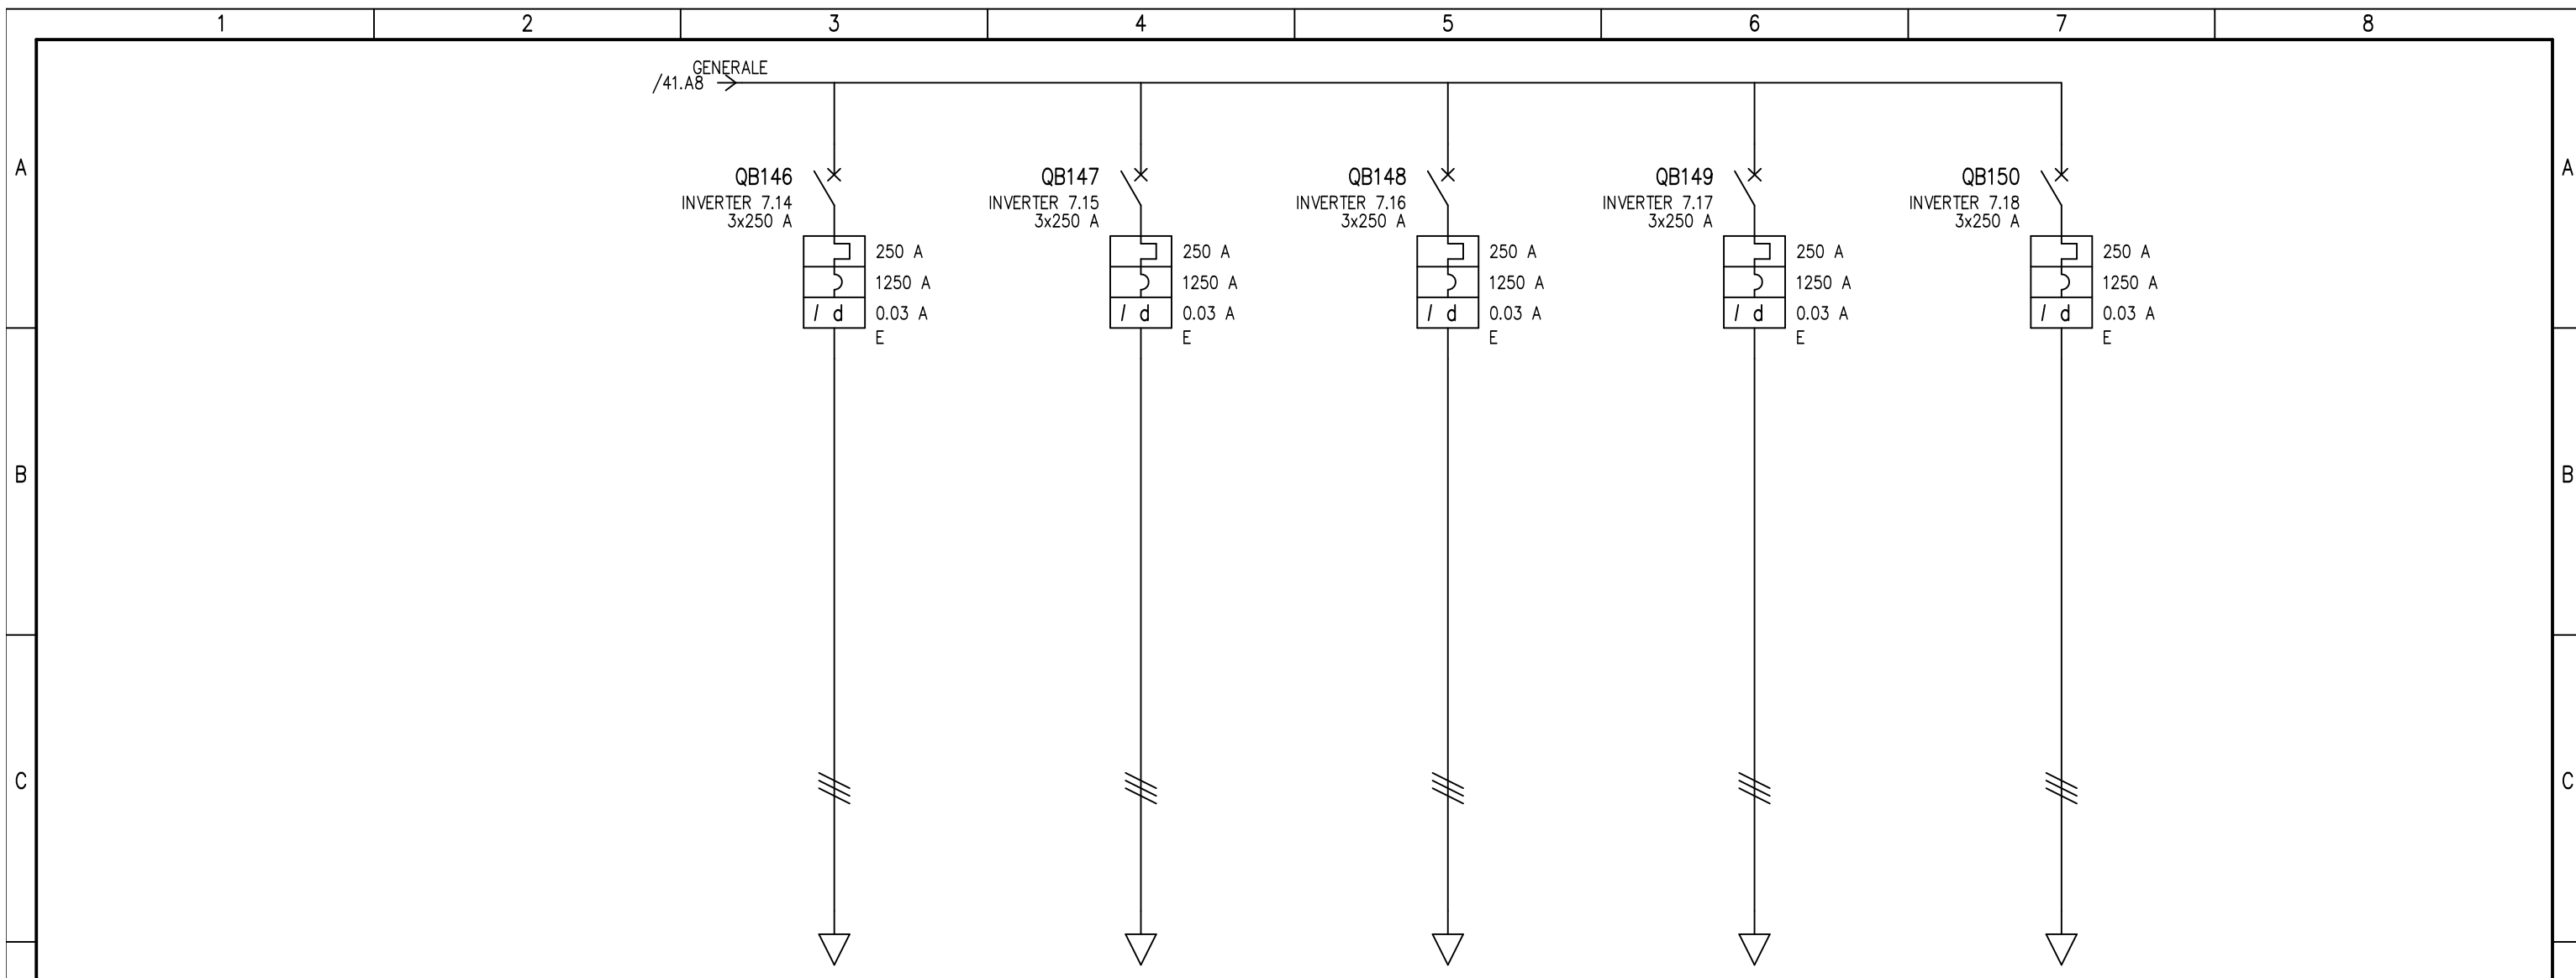 1 2 3 4 5 6 7 8
GENERALE
/41.A8
A A
QB146 QB147 QB148 QB149 QB150
INVERTER 7.14 INVERTER 7.15 INVERTER 7.16 INVERTER 7.17 INVERTER 7.18
3x250 A 3x250 A 3x250 A 3x250 A 3x250 A
250 A 250 A 250 A 250 A 250 A
1250 A 1250 A 1250 A 1250 A 1250 A
I d 0.03 A I d 0.03 A I d 0.03 A I d 0.03 A I d 0.03 A
E E E E E
B B
C C